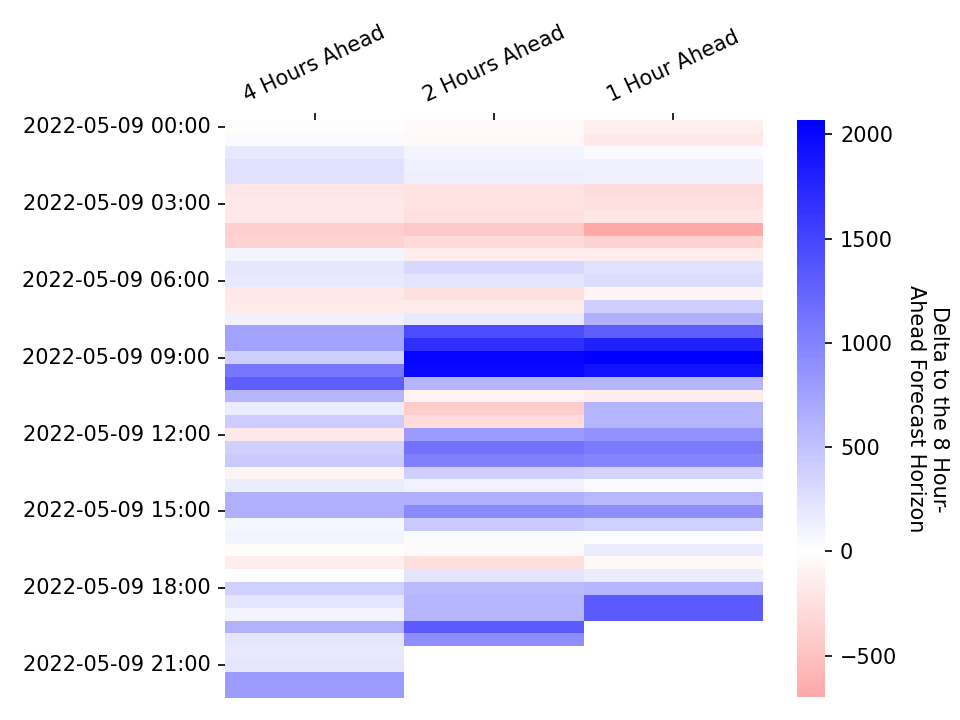 4 Hours Ahead
2 Hours Ahead
1 Hour Ahead
2022-05-09 00:00
2022-05-09 03:00
2022-05-09 06:00
2022-05-09 09:00
2022-05-09 12:00
2022-05-09 15:00
2022-05-09 18:00
2022-05-09 21:00
2000
1500
1000
500
0
−500
Delta to the 8 Hour-
Ahead Forecast Horizon